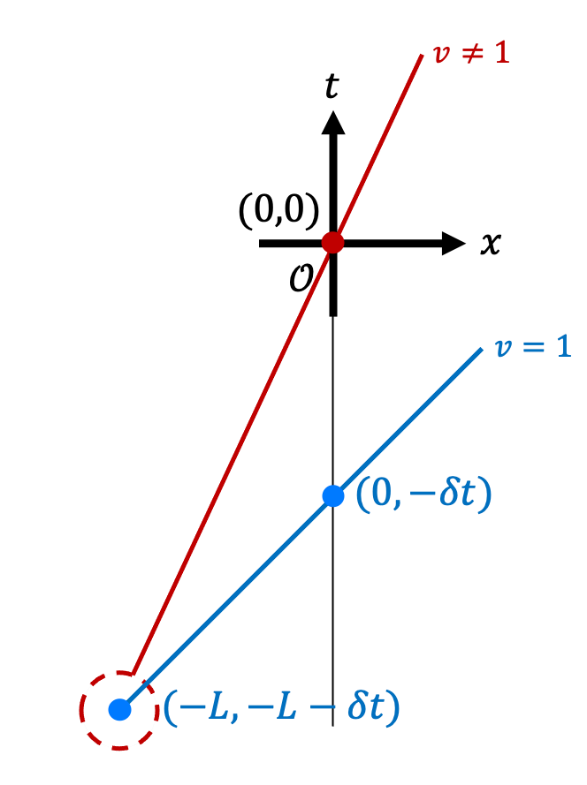 v ≠ 1
t
(0,0)
x
𝒪
v = 1
(0, −δt)
(−L, −L − δt)